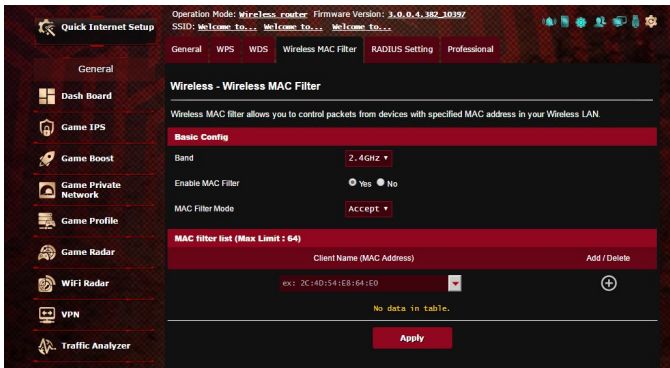 Operation Mode: Wireless router Firmware Version: 3.0.0.4.382_10397
SSID: Welcome to... Welcome to... Welcome to...
Quick Internet Setup
General WPS WDS Wireless MAC Filter RADIUS Setting Professional
General
Dash Board
Game IPS
Game Boost
Game Private
Network
Game Profile
Game Radar
WiFi Radar
VPN
Traffic Analyzer
Wireless - Wireless MAC Filter
Wireless MAC filter allows you to control packets from devices with specified MAC address in your Wireless LAN.
Basic Config
Band 2.4GHz
Enable MAC Filter Yes No
MAC Filter Mode Accept
MAC filter list (Max Limit : 64)
Client Name (MAC Address) Add / Delete
ex: 2C:4D:54:E8:64:E0
No data in table.
Apply